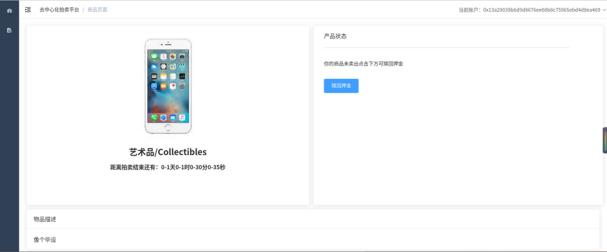 去中心化拍卖平台 / 商品页面
当前账户：0x13a29039b6d9d8676ee88b8c75965ebd4dbea469
产品状态
你的商品未卖出点击下方可赎回押金
赎回押金
艺术品/Collectibles
距离拍卖结束还有：0-1天0-1时0-30分0-35秒
物品描述
像个毕设